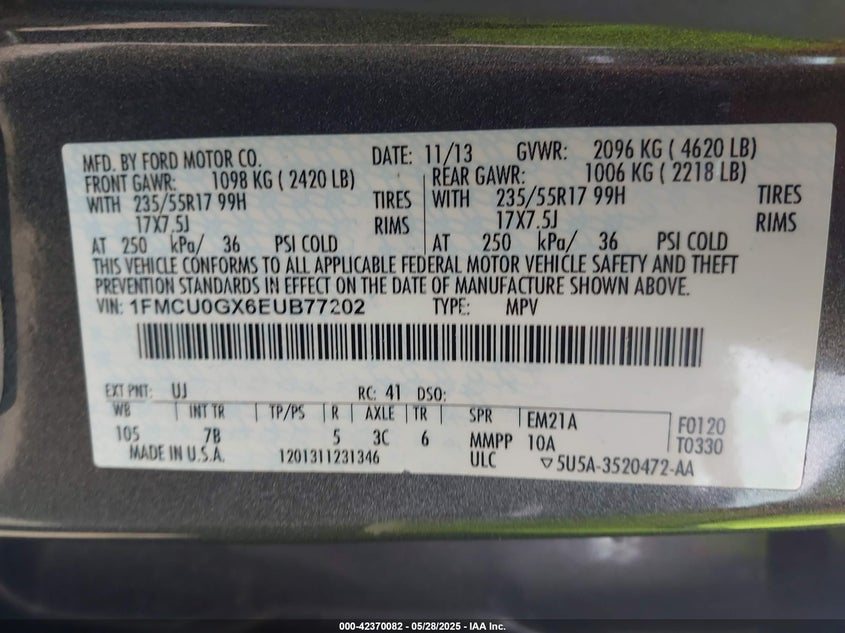 MFD. BY FORD MOTOR CO. DATE: 11/13 GVWR: 2096 KG ( 4620 LB)
FRONT GAWR: 1098 KG ( 2420 LB) REAR GAWR: 1006 KG ( 2218 LB)
WITH 235/55R17 99H TIRES WITH 235/55R17 99H TIRES
17X7.5J RIMS 17X7.5J RIMS
AT 250 kPa/ 36 PSI COLD AT 250 kPa/ 36 PSI COLD
THIS VEHICLE CONFORMS TO ALL APPLICABLE FEDERAL MOTOR VEHICLE SAFETY AND THEFT
PREVENTION STANDARDS IN EFFECT ON THE DATE OF MANUFACTURE SHOWN ABOVE.
VIN: 1FMCU0GX6EUB77202 TYPE: MPV
EXT PNT: UJ RC: 41 DSO:
WB INT TR TP/PS R AXLE TR SPR EM21A F0120
105 7B 5 3C 6 MMPP 10A T0330
MADE IN U.S.A. 1201311231346 ULC ▽5U5A-3520472-AA
000-42370082 - 05/28/2025 - IAA Inc.